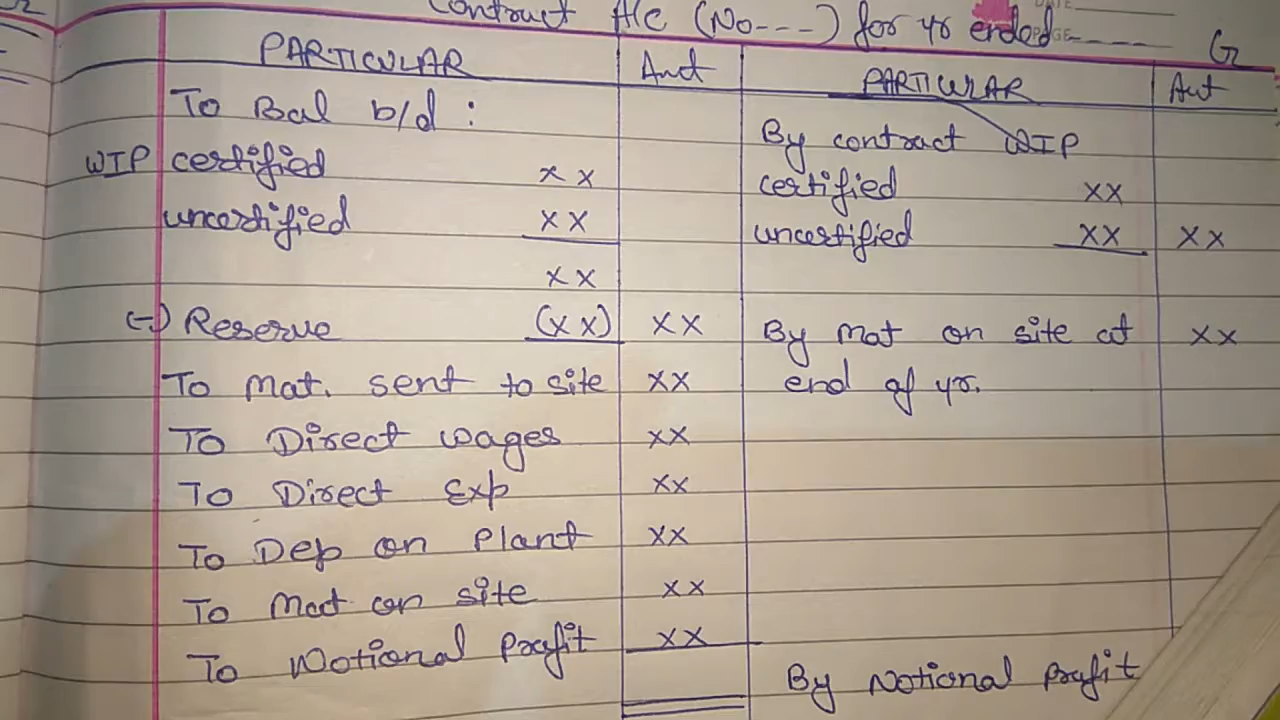 Contract A/c (No---) for yr ended-----
Cr
PARTICULAR Amt PARTICULAR Amt
To Bal b/d :
By contract WIP
WIP certified xx
certified xx
uncertified xx
uncertified xx xx
xx
(-) Reserve (xx) xx
By Mat on site at xx
end of yr.
To Mat. sent to site xx
To Direct wages xx
To Direct Exp xx
To Dep on Plant xx
To Mat on site xx
To Notional Profit xx
By Notional Profit